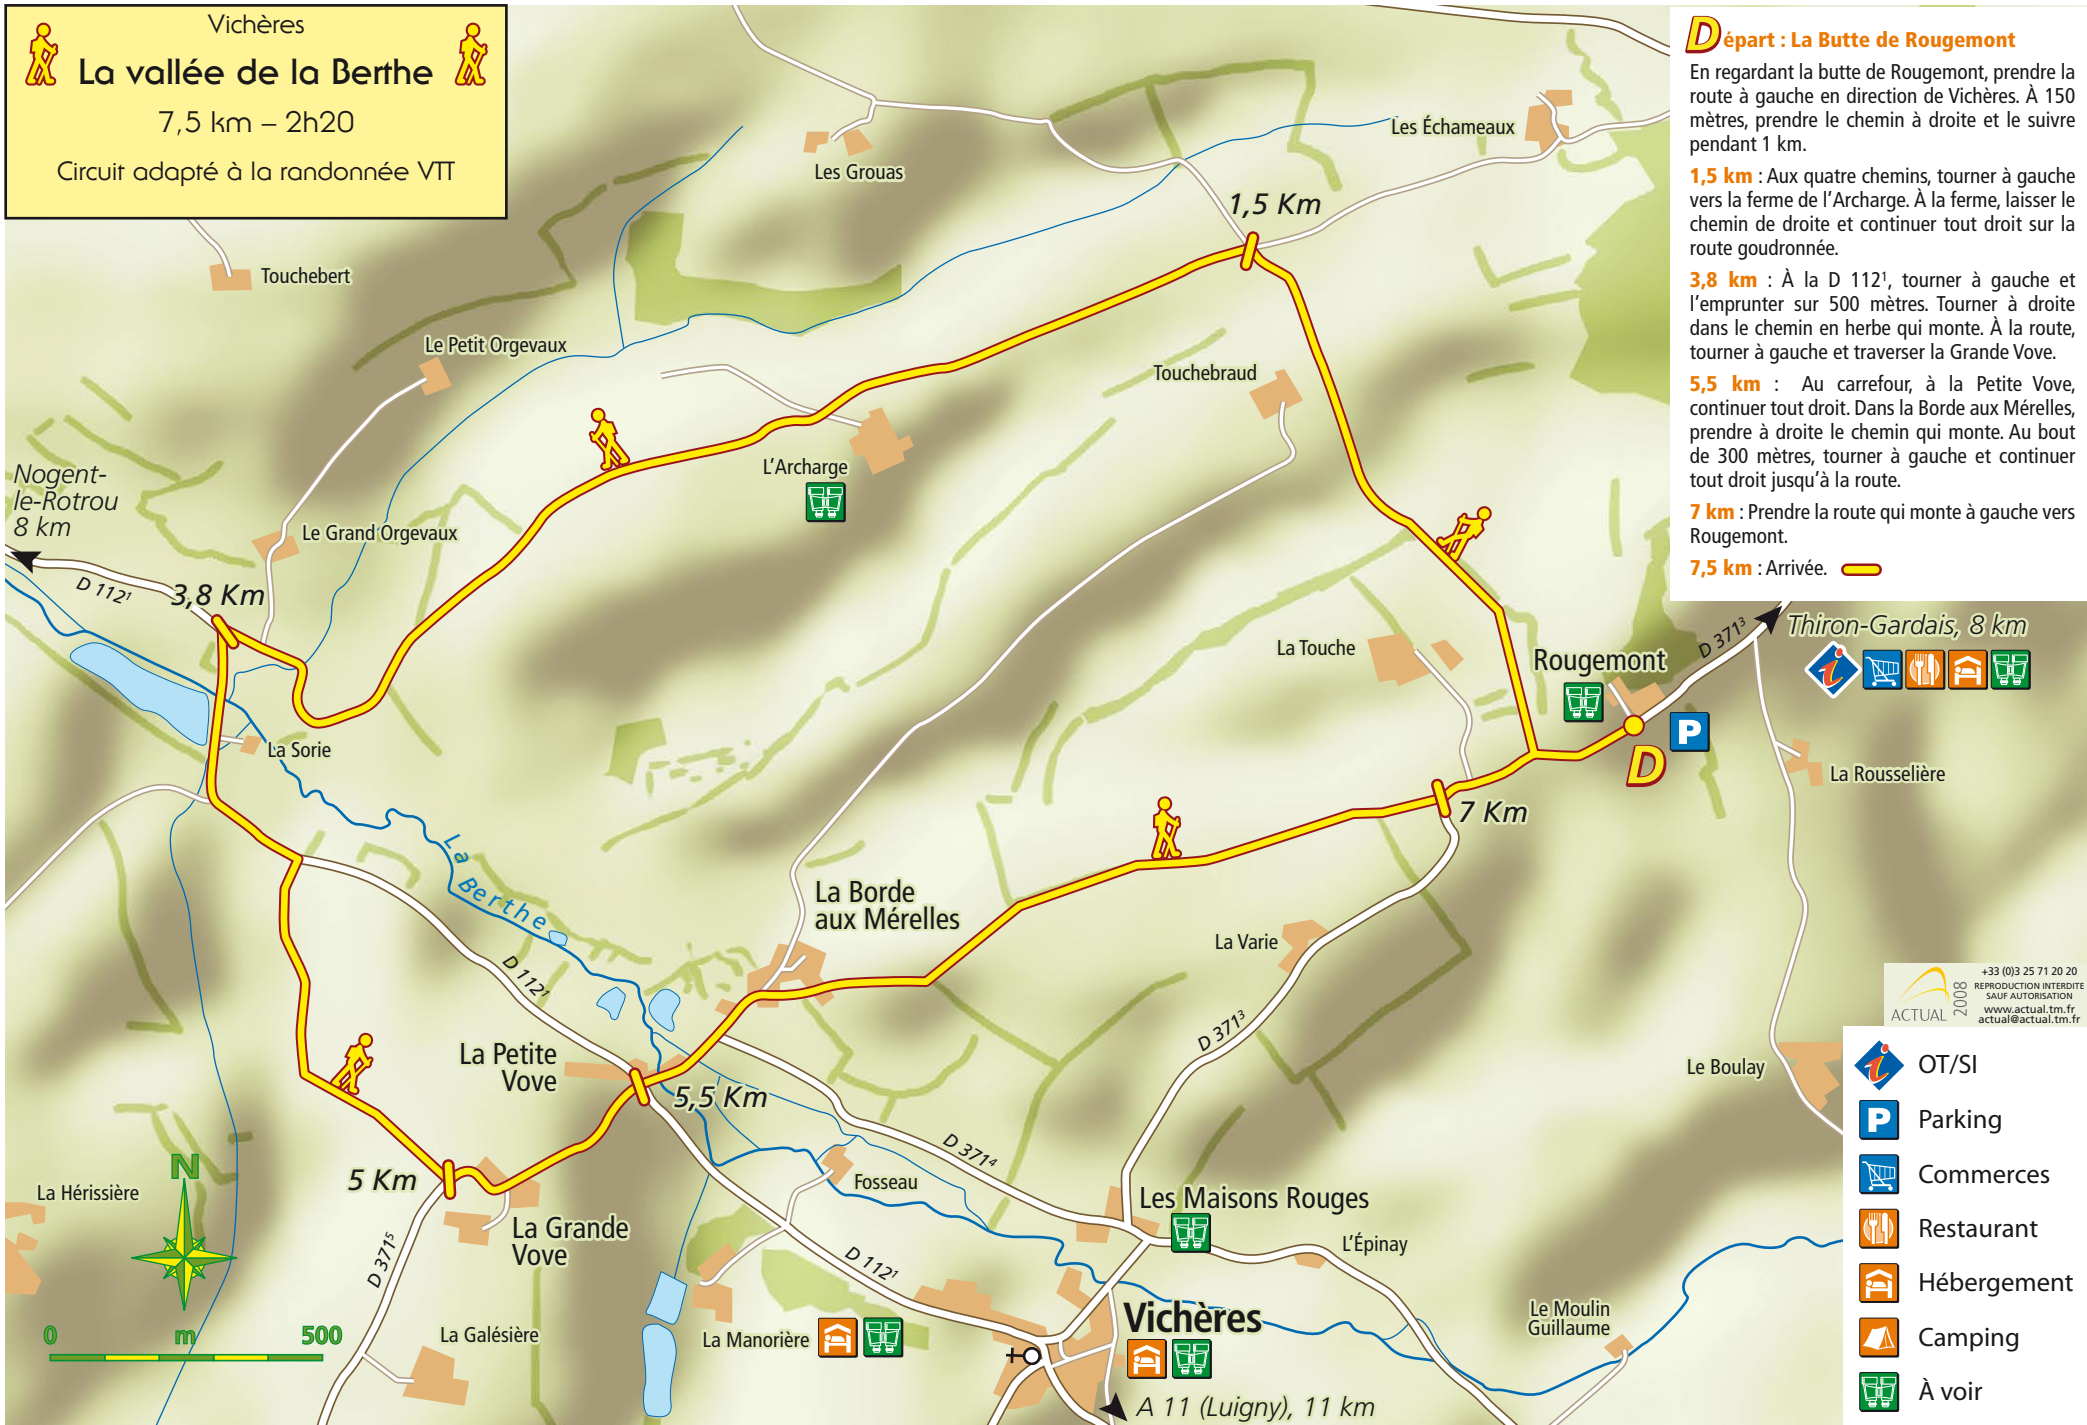 Vichères
La vallée de la Berthe
7,5 km – 2h20
Circuit adapté à la randonnée VTT
Départ : La Butte de Rougemont
En regardant la butte de Rougemont, prendre la
route à gauche en direction de Vichères. À 150
mètres, prendre le chemin à droite et le suivre
pendant 1 km.
1,5 km : Aux quatre chemins, tourner à gauche
vers la ferme de l'Archarge. À la ferme, laisser le
chemin de droite et continuer tout droit sur la
route goudronnée.
3,8 km : À la D 112¹, tourner à gauche et
l'emprunter sur 500 mètres. Tourner à droite
dans le chemin en herbe qui monte. À la route,
tourner à gauche et traverser la Grande Vove.
5,5 km : Au carrefour, à la Petite Vove,
continuer tout droit. Dans la Borde aux Mérelles,
prendre à droite le chemin qui monte. Au bout
de 300 mètres, tourner à gauche et continuer
tout droit jusqu'à la route.
7 km : Prendre la route qui monte à gauche vers
Rougemont.
7,5 km : Arrivée.
Les Échameaux
Les Grouas
1,5 Km
Touchebert
Le Petit Orgevaux
Touchebraud
L'Archarge
Nogent-
le-Rotrou
8 km
Le Grand Orgevaux
D 112¹
3,8 Km
D 371³
Thiron-Gardais, 8 km
La Touche
Rougemont
P
D
La Sorie
La Rousselière
7 Km
La
Berthe
La Borde
aux Mérelles
La Varie
D 112¹
D 371³
La Petite
Vove
5,5 Km
Le Boulay
D 371⁴
5 Km
Fosseau
La Hérissière
N
Les Maisons Rouges
La Grande
Vove
L'Épinay
D 371⁵
D 112¹
0 m 500
La Galésière
La Manorière
Vichères
Le Moulin
Guillaume
A 11 (Luigny), 11 km
ACTUAL 2008
+33 (0)3 25 71 20 20
REPRODUCTION INTERDITE
SAUF AUTORISATION
www.actual.tm.fr
actual@actual.tm.fr
i OT/SI
P Parking
Commerces
Restaurant
Hébergement
Camping
À voir